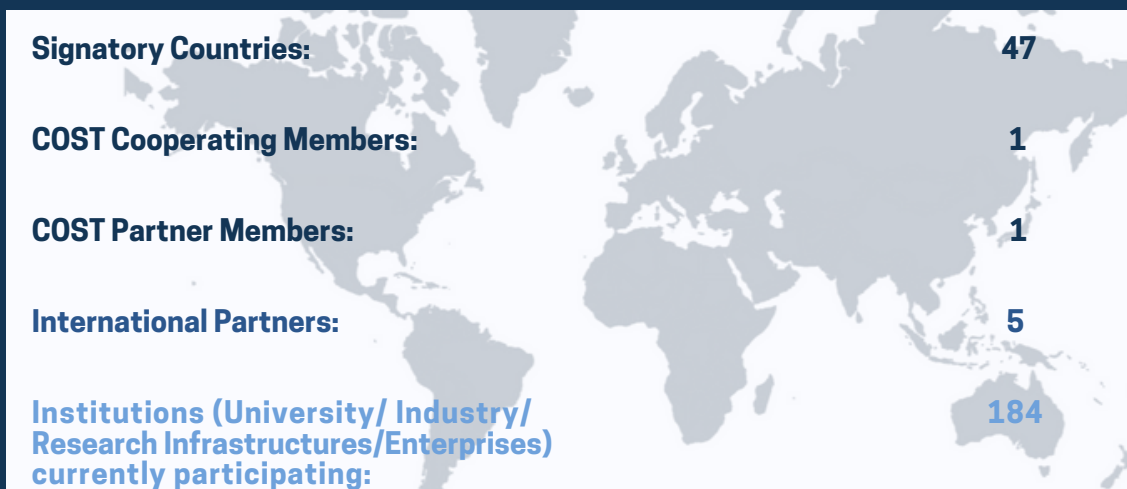 Signatory Countries: 47
COST Cooperating Members: 1
COST Partner Members: 1
International Partners: 5
Institutions (University/ Industry/ 184
Research Infrastructures/Enterprises)
currently participating: